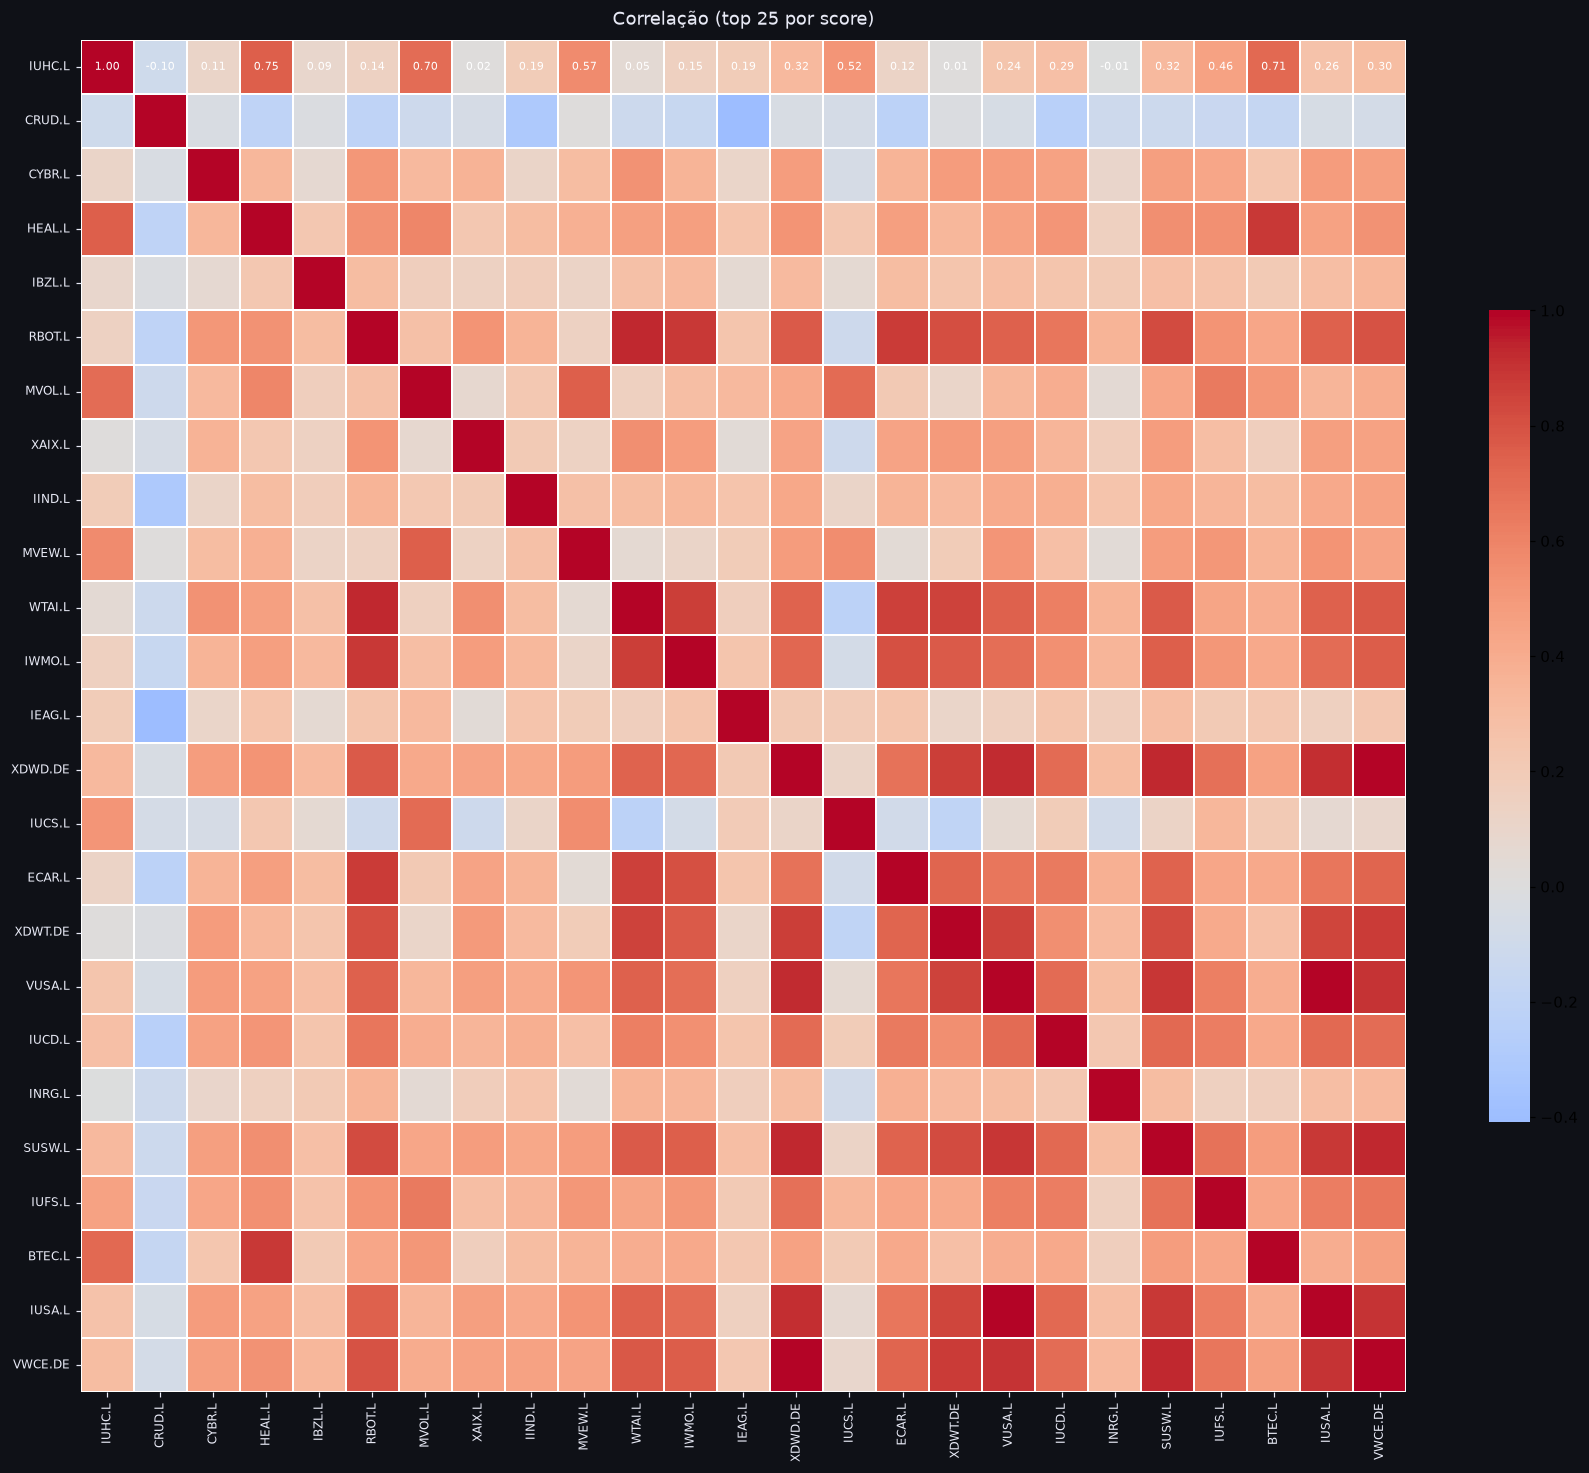 Correlação (top 25 por score)
IUHC.L 1.00 -0.10 0.11 0.75 0.09 0.14 0.70 0.02 0.19 0.57 0.05 0.15 0.19 0.32 0.52 0.12 0.01 0.24 0.29 -0.01 0.32 0.46 0.71 0.26 0.30
CRUD.L
CYBR.L
HEAL.L
IBZL.L
RBOT.L
MVOL.L
XAIX.L
IIND.L
MVEW.L
WTAI.L
IWMO.L
IEAG.L
XDWD.DE
IUCS.L
ECAR.L
XDWT.DE
VUSA.L
IUCD.L
INRG.L
SUSW.L
IUFS.L
BTEC.L
IUSA.L
VWCE.DE
IUHC.L CRUD.L CYBR.L HEAL.L IBZL.L RBOT.L MVOL.L XAIX.L IIND.L MVEW.L WTAI.L IWMO.L IEAG.L XDWD.DE IUCS.L ECAR.L XDWT.DE VUSA.L IUCD.L INRG.L SUSW.L IUFS.L BTEC.L IUSA.L VWCE.DE
1.0
0.8
0.6
0.4
0.2
0.0
−0.2
−0.4